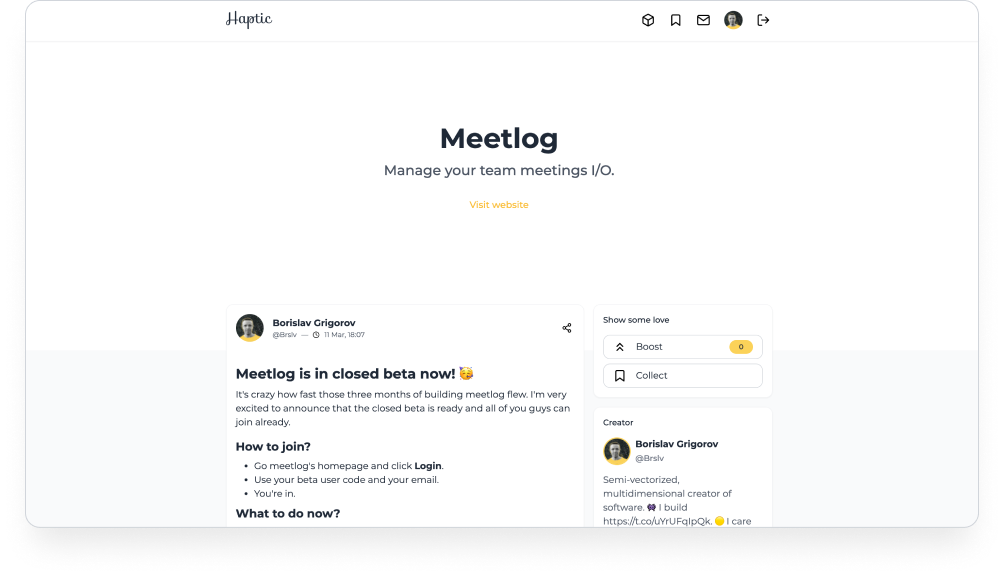 Haptic
Meetlog
Manage your team meetings I/O.
Visit website
Borislav Grigorov
@Brslv — 11 Mar, 18:07
Meetlog is in closed beta now! 🥳
It's crazy how fast those three months of building meetlog flew. I'm very
excited to announce that the closed beta is ready and all of you guys can
join already.
How to join?
• Go meetlog's homepage and click Login.
• Use your beta user code and your email.
• You're in.
What to do now?
Show some love
Boost 0
Collect
Creator
Borislav Grigorov
@Brslv
Semi-vectorized,
multidimensional creator of
software. 👾 I build
https://t.co/uYrUFqIpQk. 🌕 I care